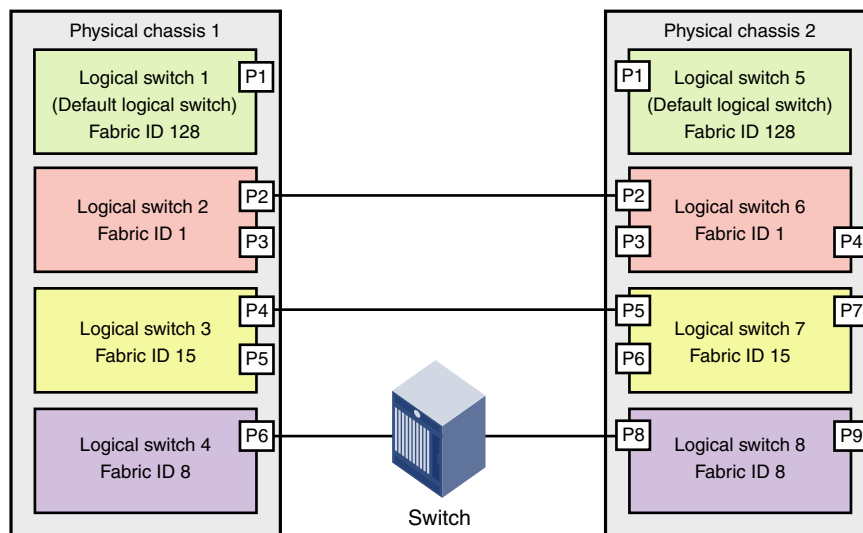 Physical chassis 1
Logical switch 1
(Default logical switch)
Fabric ID 128
P1
Logical switch 2
Fabric ID 1
P2
P3
Logical switch 3
Fabric ID 15
P4
P5
Logical switch 4
Fabric ID 8
P6
Switch
Physical chassis 2
P1
Logical switch 5
(Default logical switch)
Fabric ID 128
P2
P3
Logical switch 6
Fabric ID 1
P4
P5
P6
Logical switch 7
Fabric ID 15
P7
P8
Logical switch 8
Fabric ID 8
P9